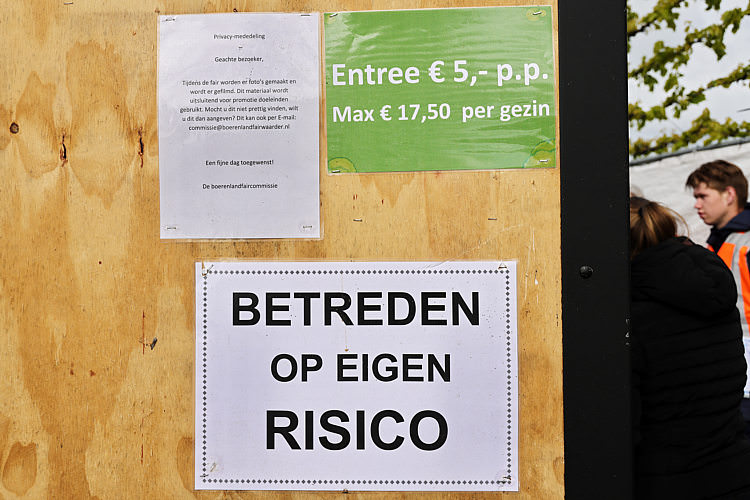 Privacy-mededeling
–
Geachte bezoeker,
Tijdens de fair worden er foto's gemaakt en
wordt er gefilmd. Dit materiaal wordt
uitsluitend voor promotie doeleinden
gebruikt. Mocht u dit niet prettig vinden, wilt
u dit dan aangeven? Dit kan ook per E-mail:
commissie@boerenlandfairwaarder.nl
Een fijne dag toegewenst!
De boerenlandfaircommissie
Entree € 5,- p.p.
Max € 17,50 per gezin
BETREDEN
OP EIGEN
RISICO